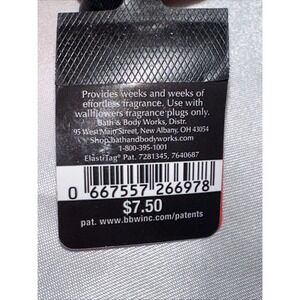 Provides weeks and weeks of
effortless fragrance. Use with
wallflowers fragrance plugs only.
Bath & Body Works, Distr.
95 West Main Street, New Albany, OH 43054
Shop.bathandbodyworks.com
1-800-395-1001
ElastiTag® Pat. 7281345, 7640687
0 667557 266978
$7.50
pat. www.bbwinc.com/patents